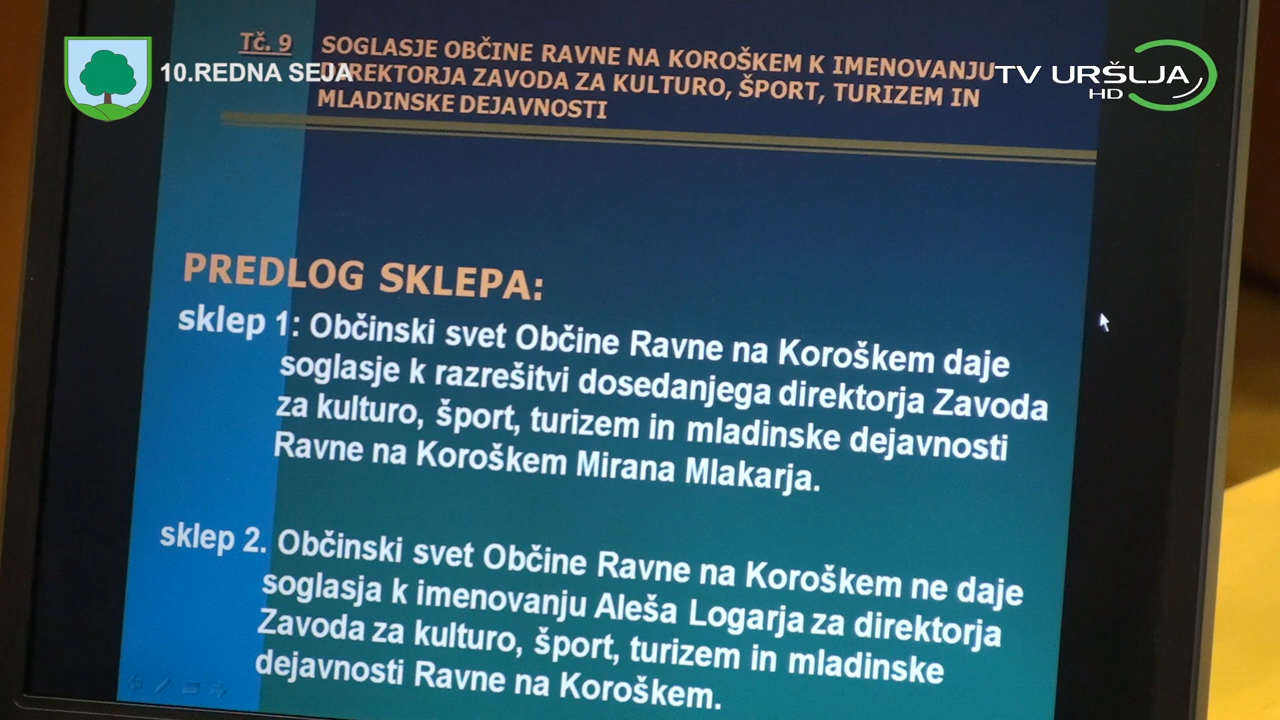 Tč. 9
SOGLASJE OBČINE RAVNE NA KOROŠKEM K IMENOVANJU
DIREKTORJA ZAVODA ZA KULTURO, ŠPORT, TURIZEM IN
MLADINSKE DEJAVNOSTI
10.REDNA SEJA
TV URŠLJA
HD
PREDLOG SKLEPA:
sklep 1: Občinski svet Občine Ravne na Koroškem daje
soglasje k razrešitvi dosedanjega direktorja Zavoda
za kulturo, šport, turizem in mladinske dejavnosti
Ravne na Koroškem Mirana Mlakarja.
sklep 2. Občinski svet Občine Ravne na Koroškem ne daje
soglasja k imenovanju Aleša Logarja za direktorja
Zavoda za kulturo, šport, turizem in mladinske
dejavnosti Ravne na Koroškem.